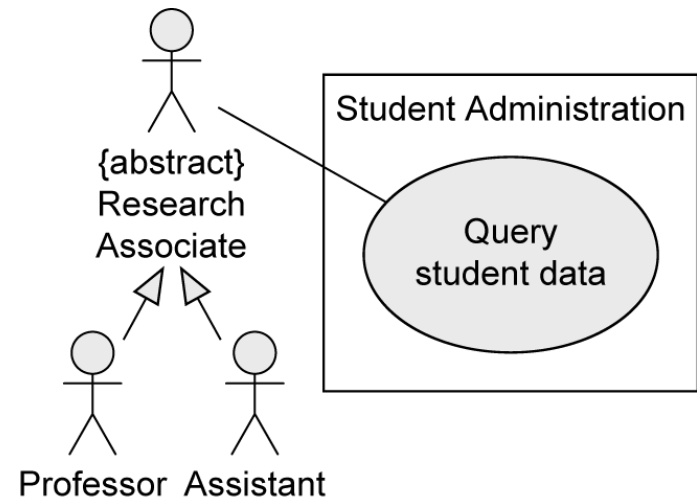 Student Administration
{abstract}
Research
Associate
Query
student data
Professor
Assistant